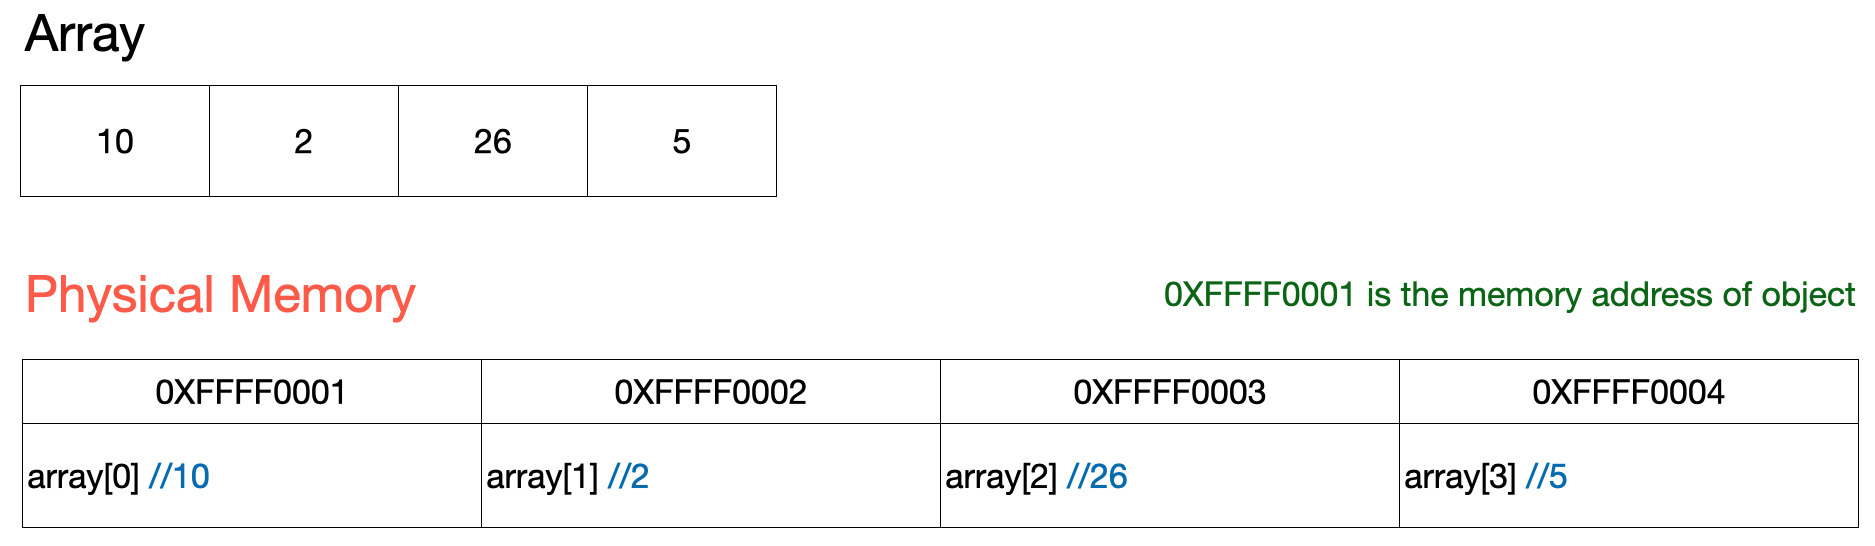 Array
10 2 26 5
Physical Memory
0XFFFF0001 is the memory address of object
0XFFFF0001 0XFFFF0002 0XFFFF0003 0XFFFF0004
array[0] //10 array[1] //2 array[2] //26 array[3] //5